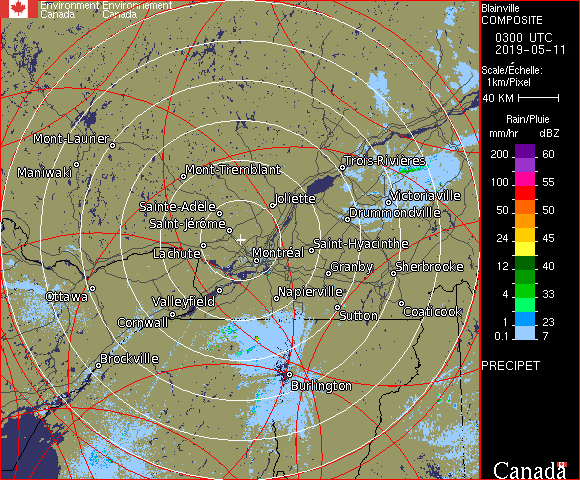 Environment Environnement
Canada Canada
Blainville
COMPOSITE
0300 UTC
2019-05-11
Scale/Échelle:
1km/Pixel
40 KM
Rain/Pluie
mm/hr dBZ
200 60
100 55
50 50
24 45
12 40
4 33
1 23
0.1 7
PRECIPET
Canada
Mont-Laurier
Maniwaki
Mont-Tremblant
Trois-Rivières
Joliette
Sainte-Adèle
Saint-Jérôme
Victoriaville
Drummondville
Lachute
Montréal
Saint-Hyacinthe
Granby
Sherbrooke
Ottawa
Valleyfield
Napierville
Cornwall
Sutton
Coaticook
Brockville
Burlington